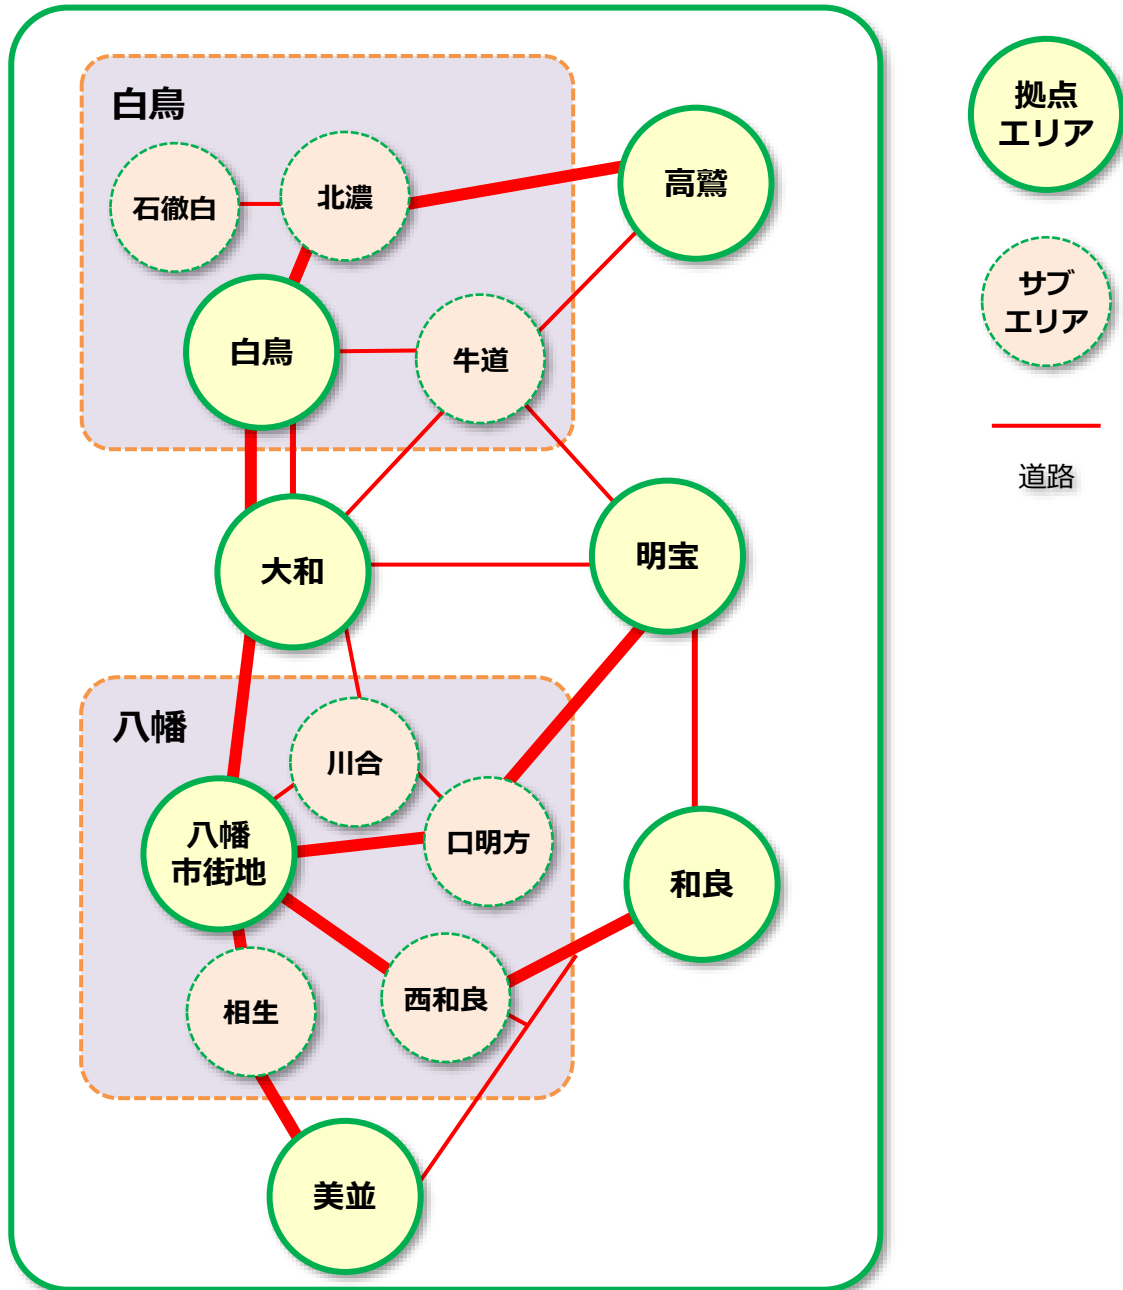 白鳥
石徹白
北濃
高鷲
白鳥
牛道
大和
明宝
八幡
川合
八幡
市街地
口明方
和良
西和良
相生
美並
拠点
エリア
サブ
エリア
道路